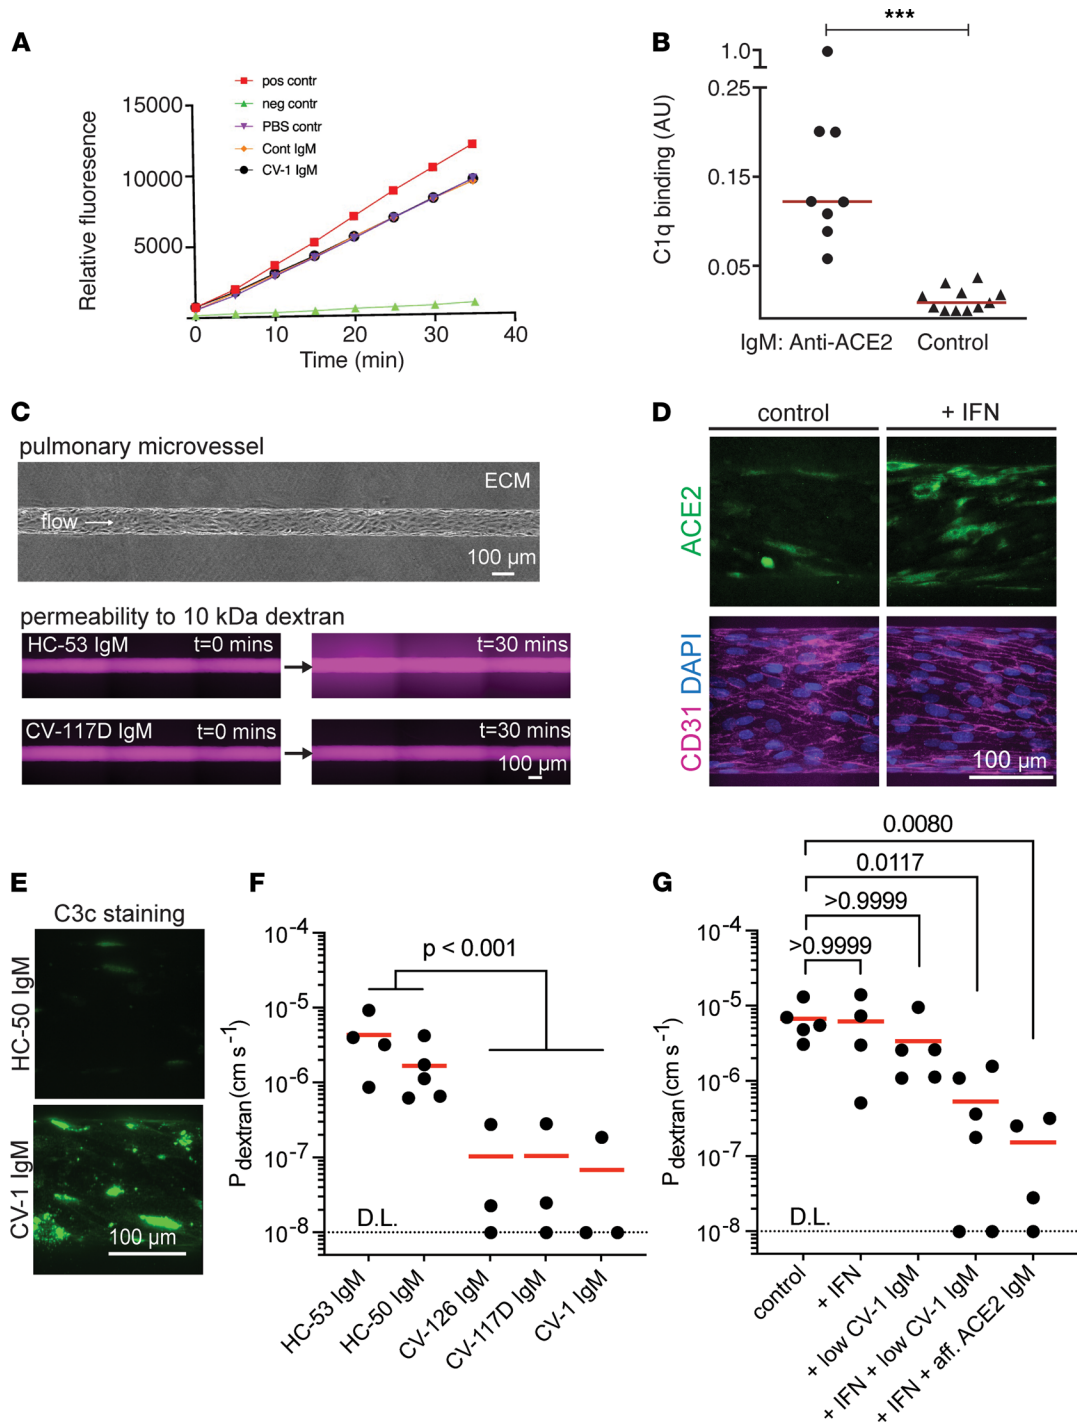 A
pos contr
neg contr
PBS contr
Cont IgM
CV-1 IgM
15000
10000
5000
Relative fluoresence
0
10
20
30
40
Time (min)
B
***
1.0
0.25
0.15
0.05
C1q binding (AU)
IgM: Anti-ACE2
Control
C
pulmonary microvessel
ECM
flow
100 µm
permeability to 10 kDa dextran
HC-53 IgM
t=0 mins
t=30 mins
CV-117D IgM
t=0 mins
t=30 mins
100 µm
D
control
+ IFN
ACE2
CD31 DAPI
100 µm
E
C3c staining
HC-50 IgM
CV-1 IgM
100 µm
F
p < 0.001
10-4
10-5
10-6
10-7
10-8
Pdextran(cm s-1)
D.L.
HC-53 IgM
HC-50 IgM
CV-126 IgM
CV-117D IgM
CV-1 IgM
G
0.0080
0.0117
>0.9999
>0.9999
10-4
10-5
10-6
10-7
10-8
Pdextran(cm s-1)
D.L.
control
+ IFN
+ low CV-1 IgM
+ IFN + low CV-1 IgM
+ IFN + aff. ACE2 IgM